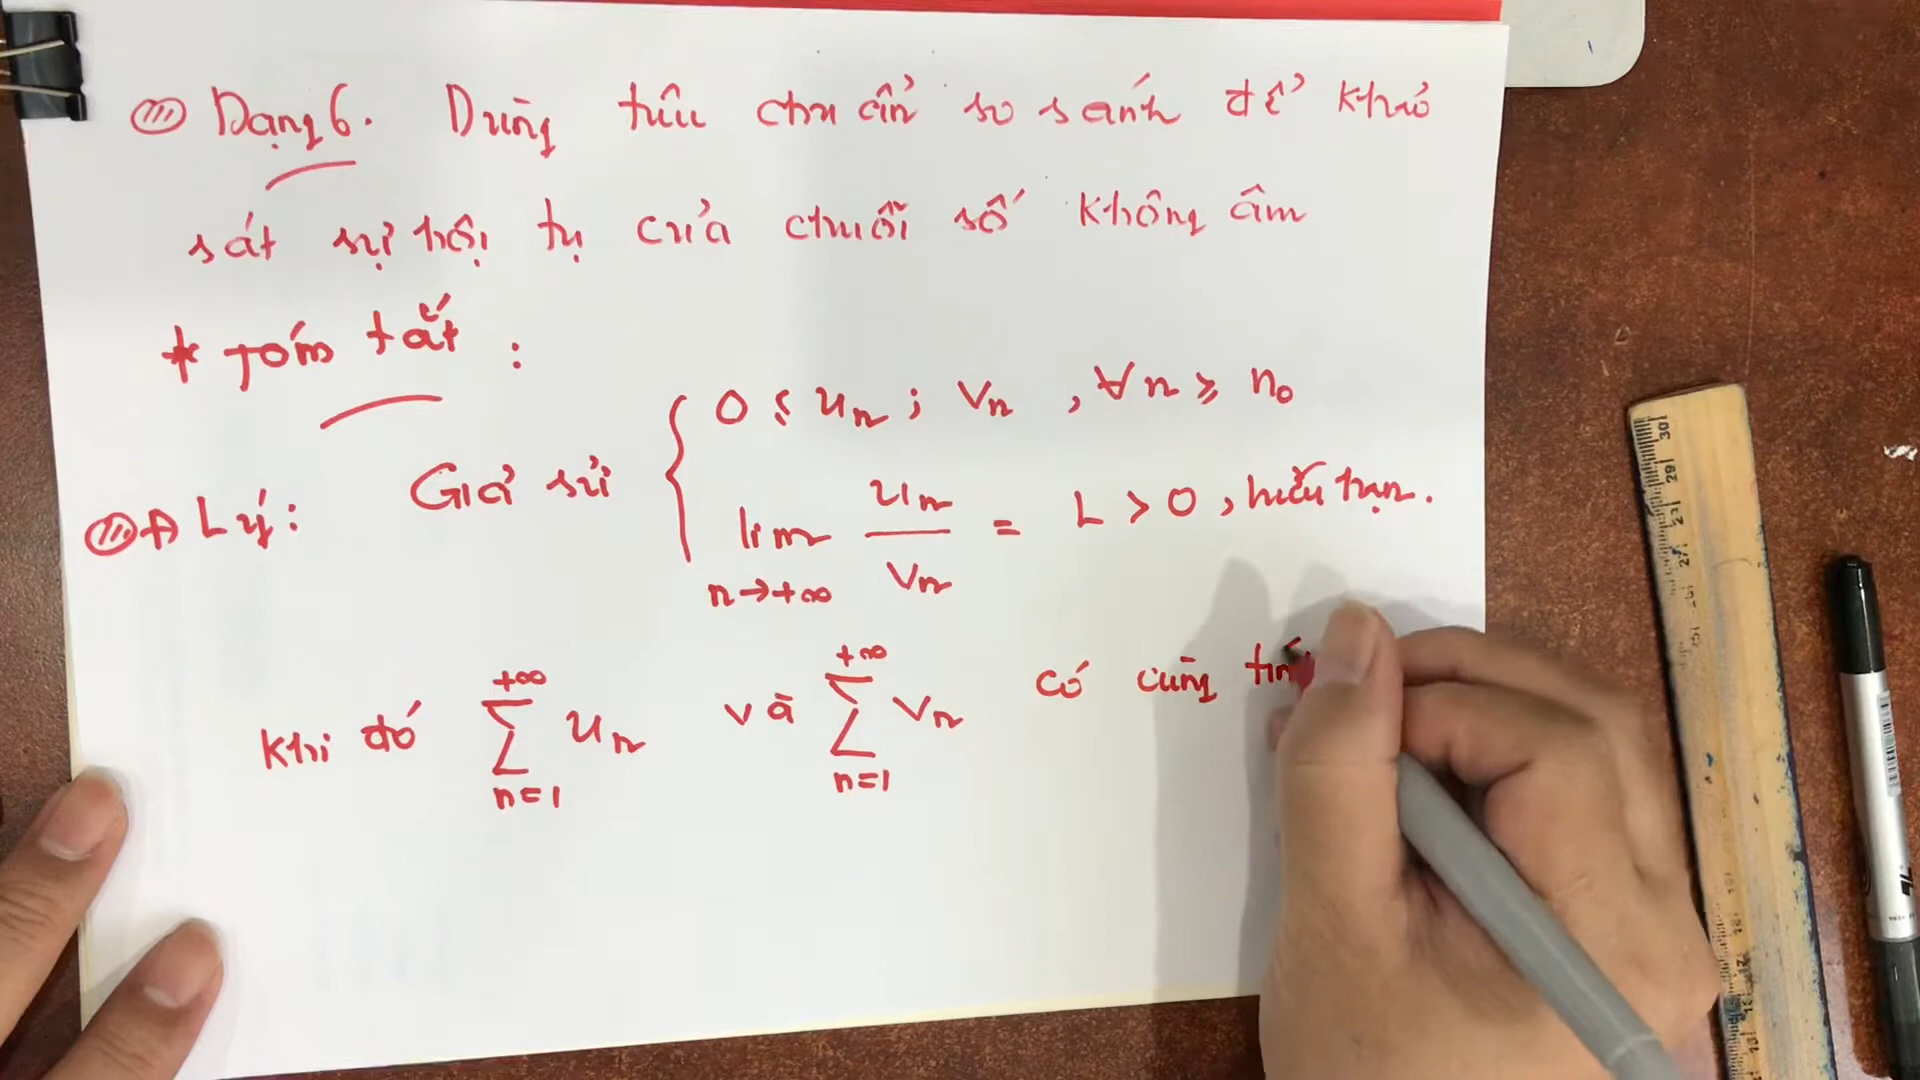 Dạng 6. Dùng tiêu chuẩn so sánh để khảo
sát sự hội tụ của chuỗi số không âm
* Tóm tắt :
Đ Lý : Giả sử { 0 ≤ uₙ ; vₙ , ∀n ≥ n₀
lim n→+∞ uₙ/vₙ = L > 0 , hữu hạn .
Khi đó +∞ ∑ n=1 uₙ và +∞ ∑ n=1 vₙ có cùng